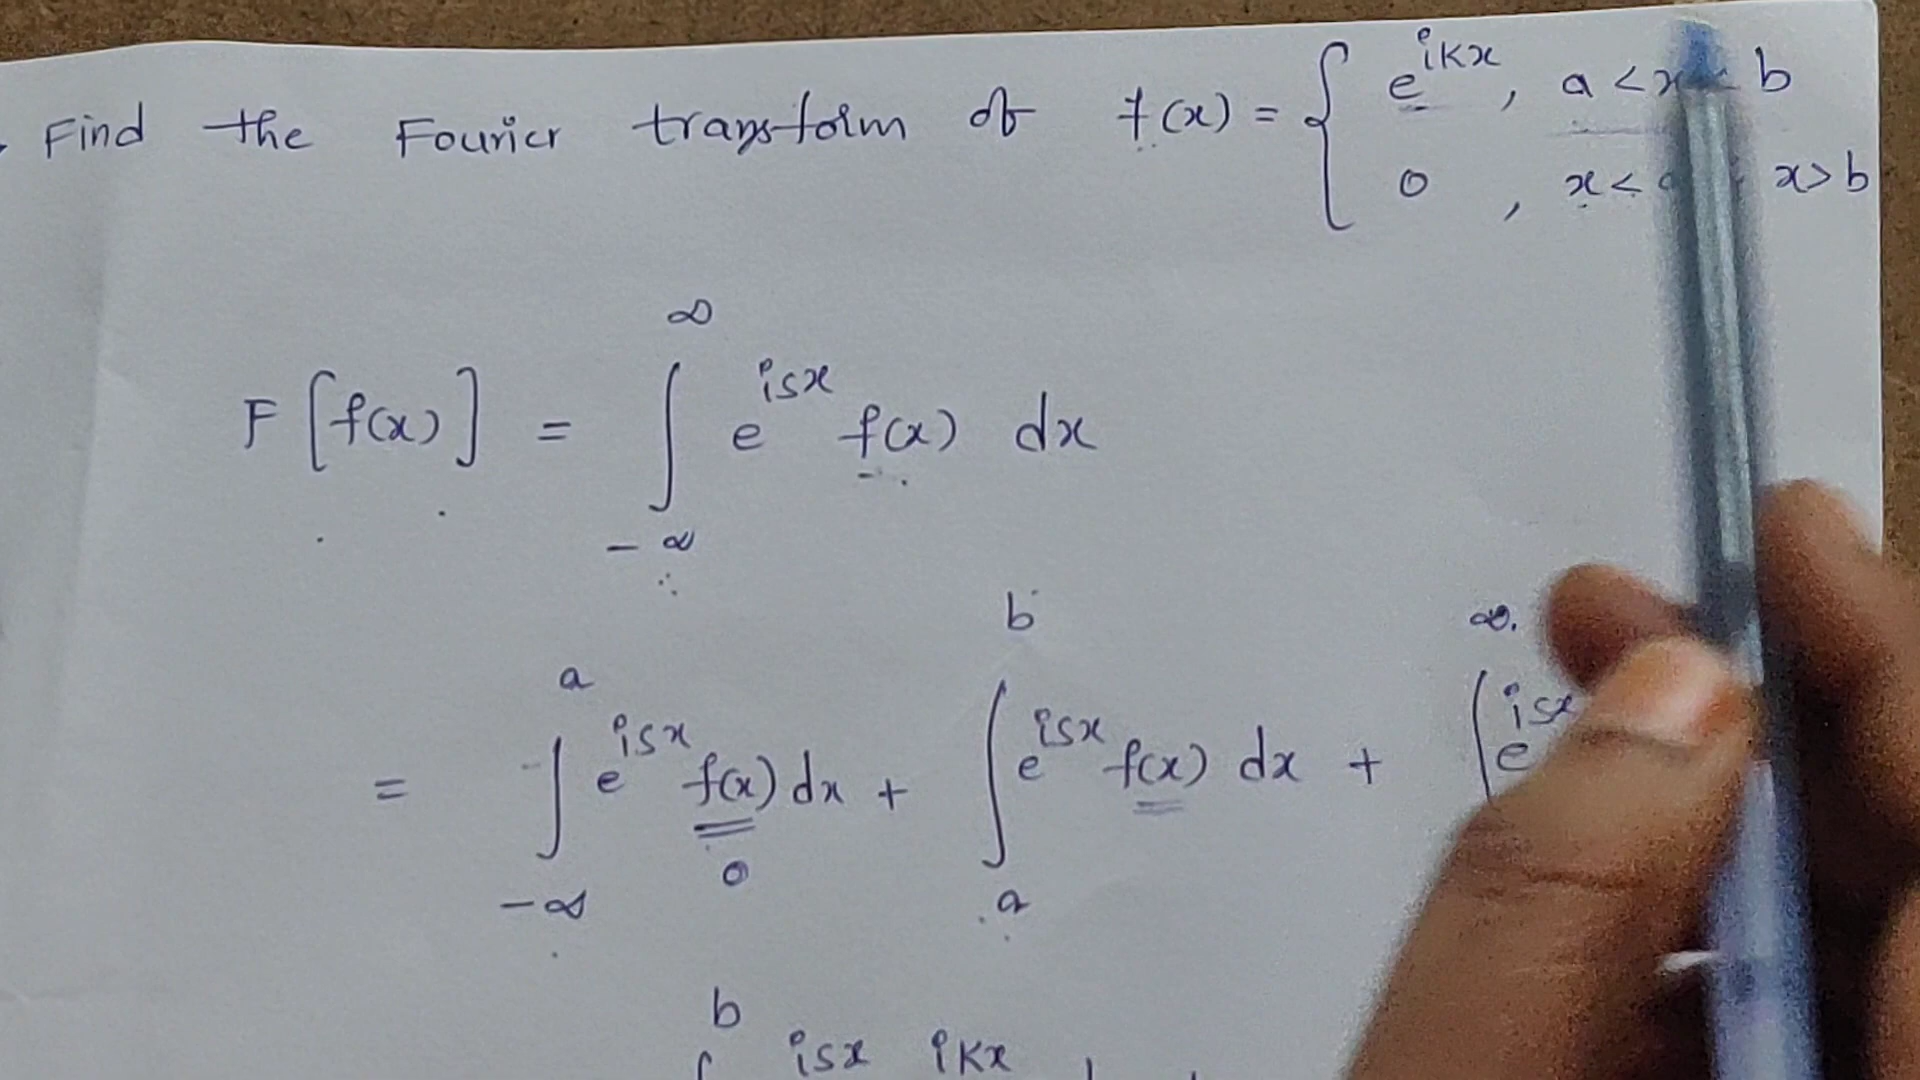 Find the Fourier transform of f(x) = { e^{ikx} , a < x < b
0 , x < x > b
F [f(x)] = ∫_{-∞}^{∞} e^{isx} f(x) dx
= ∫_{-∞}^{a} e^{isx} f(x) dx + ∫_{a}^{b} e^{isx} f(x) dx + ∫^{∞} e^{isx}
0
b
isx ikx